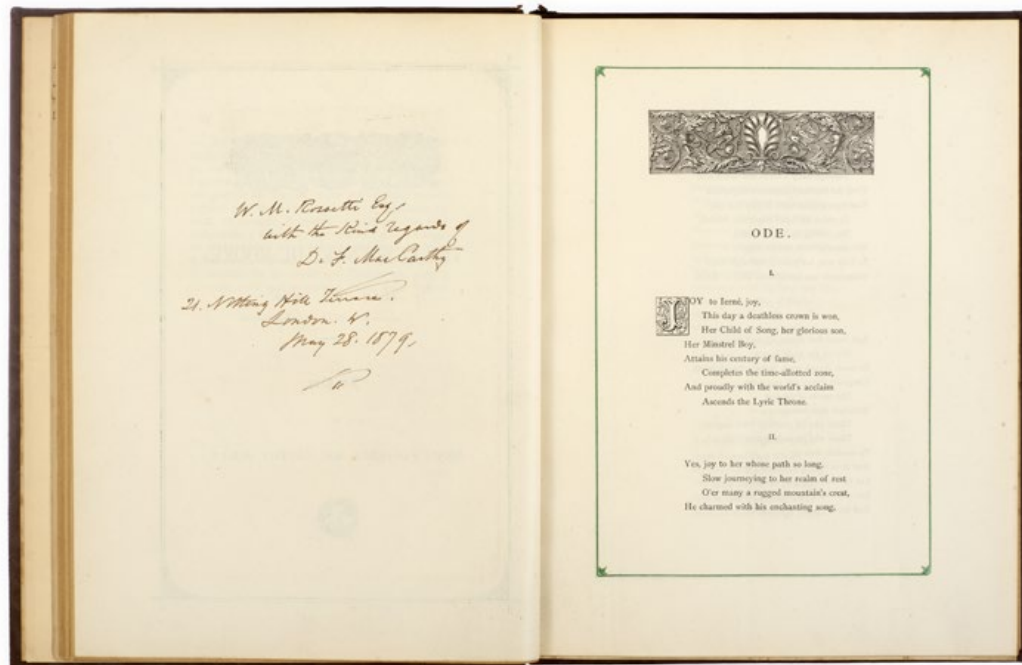 W. M. Rossetti Esq.
with the Kind regards of
D. F. MacCarthy
21. Notting Hill Terrace.
London. W.
May 28. 1879.
ODE.
I.
JOY to Ierné, joy,
This day a deathless crown is won,
Her Child of Song, her glorious son,
Her Minstrel Boy,
Attains his century of fame,
Completes the time-allotted zone,
And proudly with the world's acclaim
Ascends the Lyric Throne.
II.
Yes, joy to her whose path so long,
Slow journeying to her realm of rest
O'er many a rugged mountain's crest,
He charmed with his enchanting song,